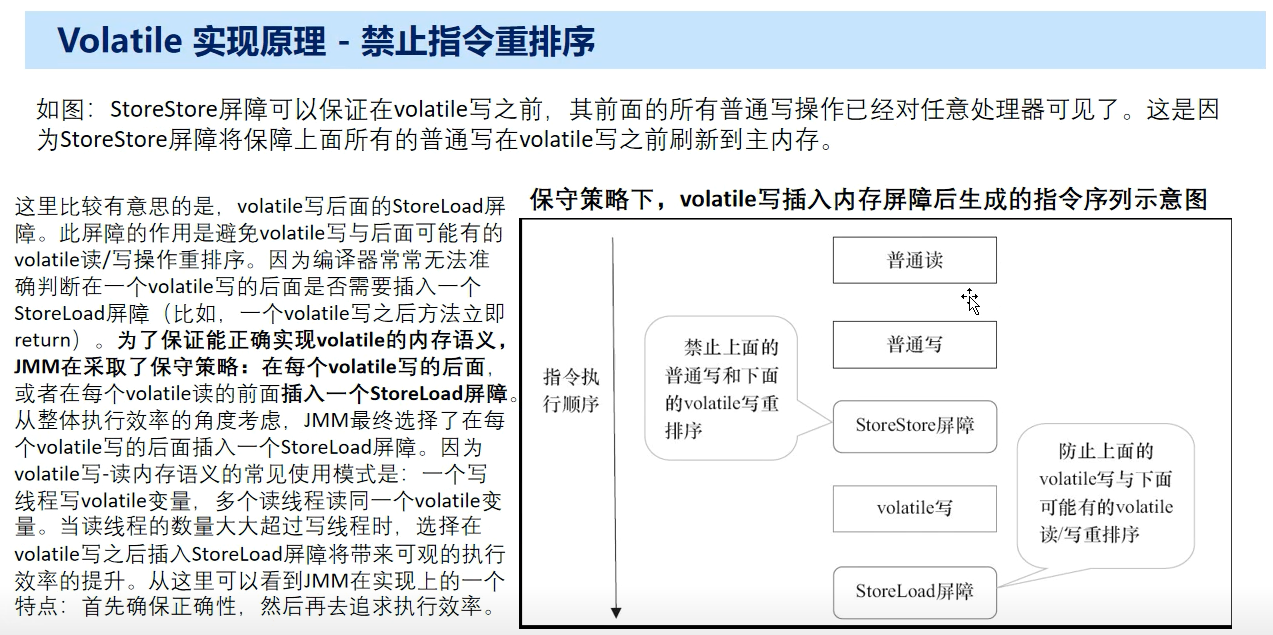 Volatile 实现原理 - 禁止指令重排序
如图：StoreStore屏障可以保证在volatile写之前，其前面的所有普通写操作已经对任意处理器可见了。这是因
为StoreStore屏障将保障上面所有的普通写在volatile写之前刷新到主内存。
这里比较有意思的是，volatile写后面的StoreLoad屏
障。此屏障的作用是避免volatile写与后面可能有的
volatile读/写操作重排序。因为编译器常常无法准
确判断在一个volatile写的后面是否需要插入一个
StoreLoad屏障（比如，一个volatile写之后方法立即
return）。为了保证能正确实现volatile的内存语义，
JMM在采取了保守策略：在每个volatile写的后面，
或者在每个volatile读的前面插入一个StoreLoad屏障。
从整体执行效率的角度考虑，JMM最终选择了在每
个volatile写的后面插入一个StoreLoad屏障。因为
volatile写-读内存语义的常见使用模式是：一个写
线程写volatile变量，多个读线程读同一个volatile变
量。当读线程的数量大大超过写线程时，选择在
volatile写之后插入StoreLoad屏障将带来可观的执行
效率的提升。从这里可以看到JMM在实现上的一个
特点：首先确保正确性，然后再去追求执行效率。
保守策略下，volatile写插入内存屏障后生成的指令序列示意图
指令执
行顺序
禁止上面的
普通写和下面
的volatile写重
排序
普通读
普通写
StoreStore屏障
volatile写
StoreLoad屏障
防止上面的
volatile写与下面
可能有的volatile
读/写重排序